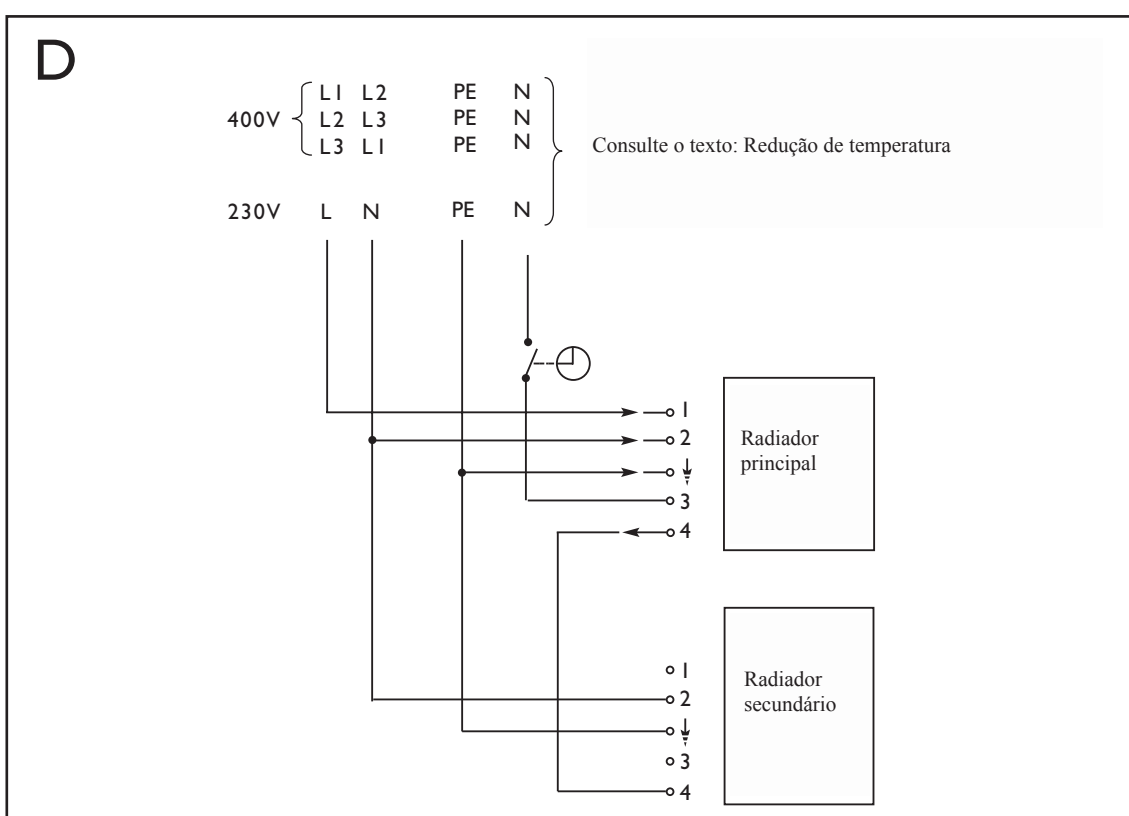 D
L1 L2 PE N
400V L2 L3 PE N
L3 L1 PE N
Consulte o texto: Redução de temperatura
230V L N PE N
1
2
3
4
Radiador
principal
1
2
3
4
Radiador
secundário